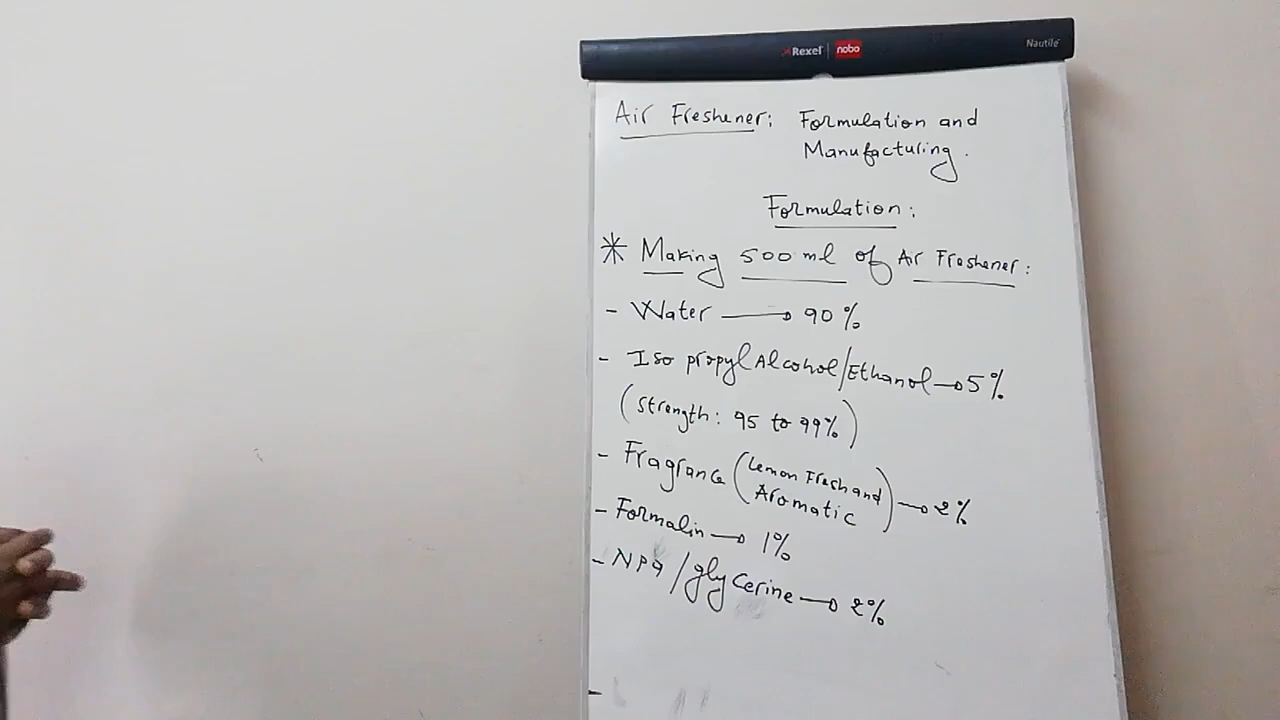 Rexel nobo Nautile
Air Freshener: Formulation and
Manufacturing.
Formulation:
* Making 500 ml of Air Freshener:
- Water → 90%
- Iso propyl Alcohol/Ethanol → 5%
(Strength: 95 to 99%)
- Fragrance (Lemon Fresh and
Aromatic) → 2%
- Formalin → 1%
- NP9/glycerine → 2%
-